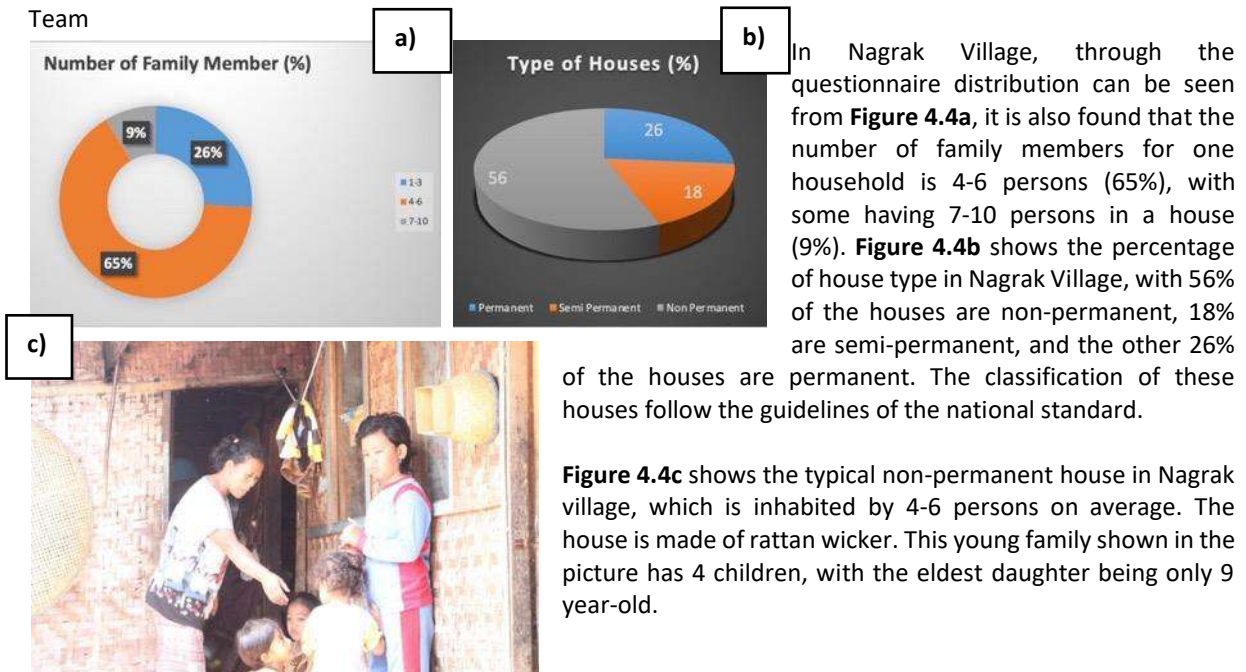 Team
a)
Number of Family Member (%)
9%
26%
65%
1-3
4-6
7-10
b)
Type of Houses (%)
26
56
18
Permanent Semi Permanent Non Permanent
In Nagrak Village, through the
questionnaire distribution can be seen
from Figure 4.4a, it is also found that the
number of family members for one
household is 4-6 persons (65%), with
some having 7-10 persons in a house
(9%). Figure 4.4b shows the percentage
of house type in Nagrak Village, with 56%
of the houses are non-permanent, 18%
are semi-permanent, and the other 26%
of the houses are permanent. The classification of these
houses follow the guidelines of the national standard.
c)
Figure 4.4c shows the typical non-permanent house in Nagrak
village, which is inhabited by 4-6 persons on average. The
house is made of rattan wicker. This young family shown in the
picture has 4 children, with the eldest daughter being only 9
year-old.